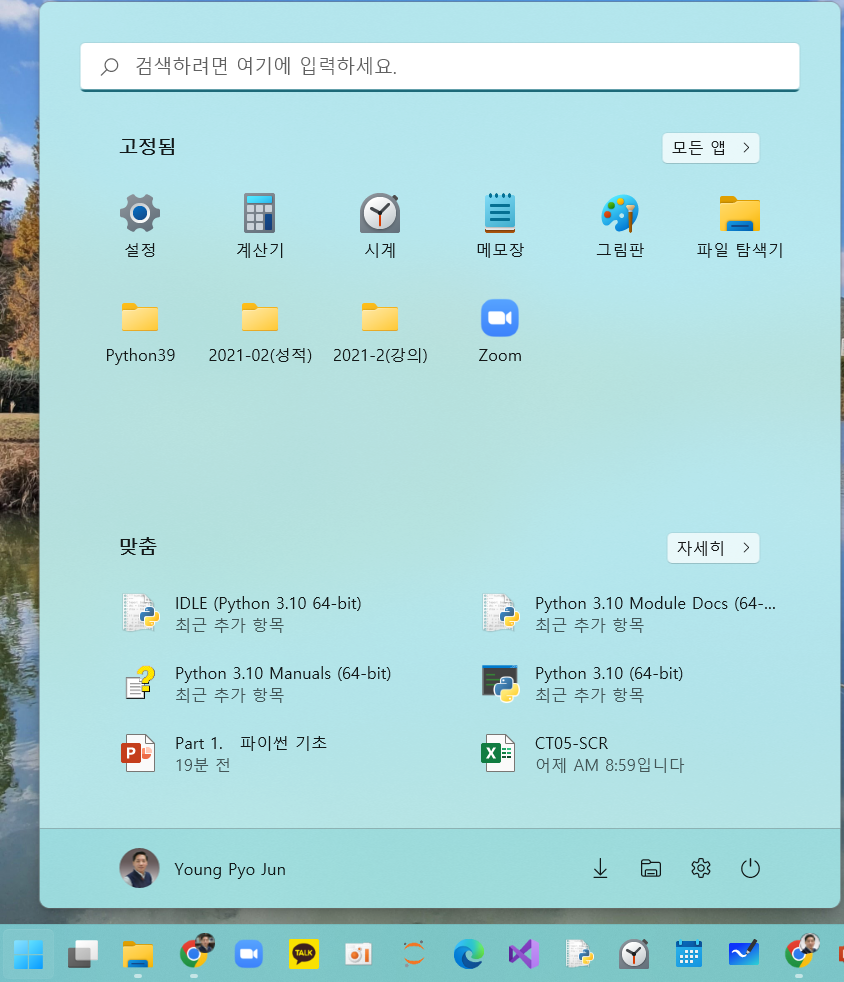 검색하려면 여기에 입력하세요.
고정됨
모든 앱
설정
계산기
시계
메모장
그림판
파일 탐색기
Python39
2021-02(성적)
2021-2(강의)
Zoom
맞춤
자세히
IDLE (Python 3.10 64-bit)
최근 추가 항목
Python 3.10 Module Docs (64-...
최근 추가 항목
Python 3.10 Manuals (64-bit)
최근 추가 항목
Python 3.10 (64-bit)
최근 추가 항목
Part 1. 파이썬 기초
19분 전
CT05-SCR
어제 AM 8:59입니다
Young Pyo Jun
TALK